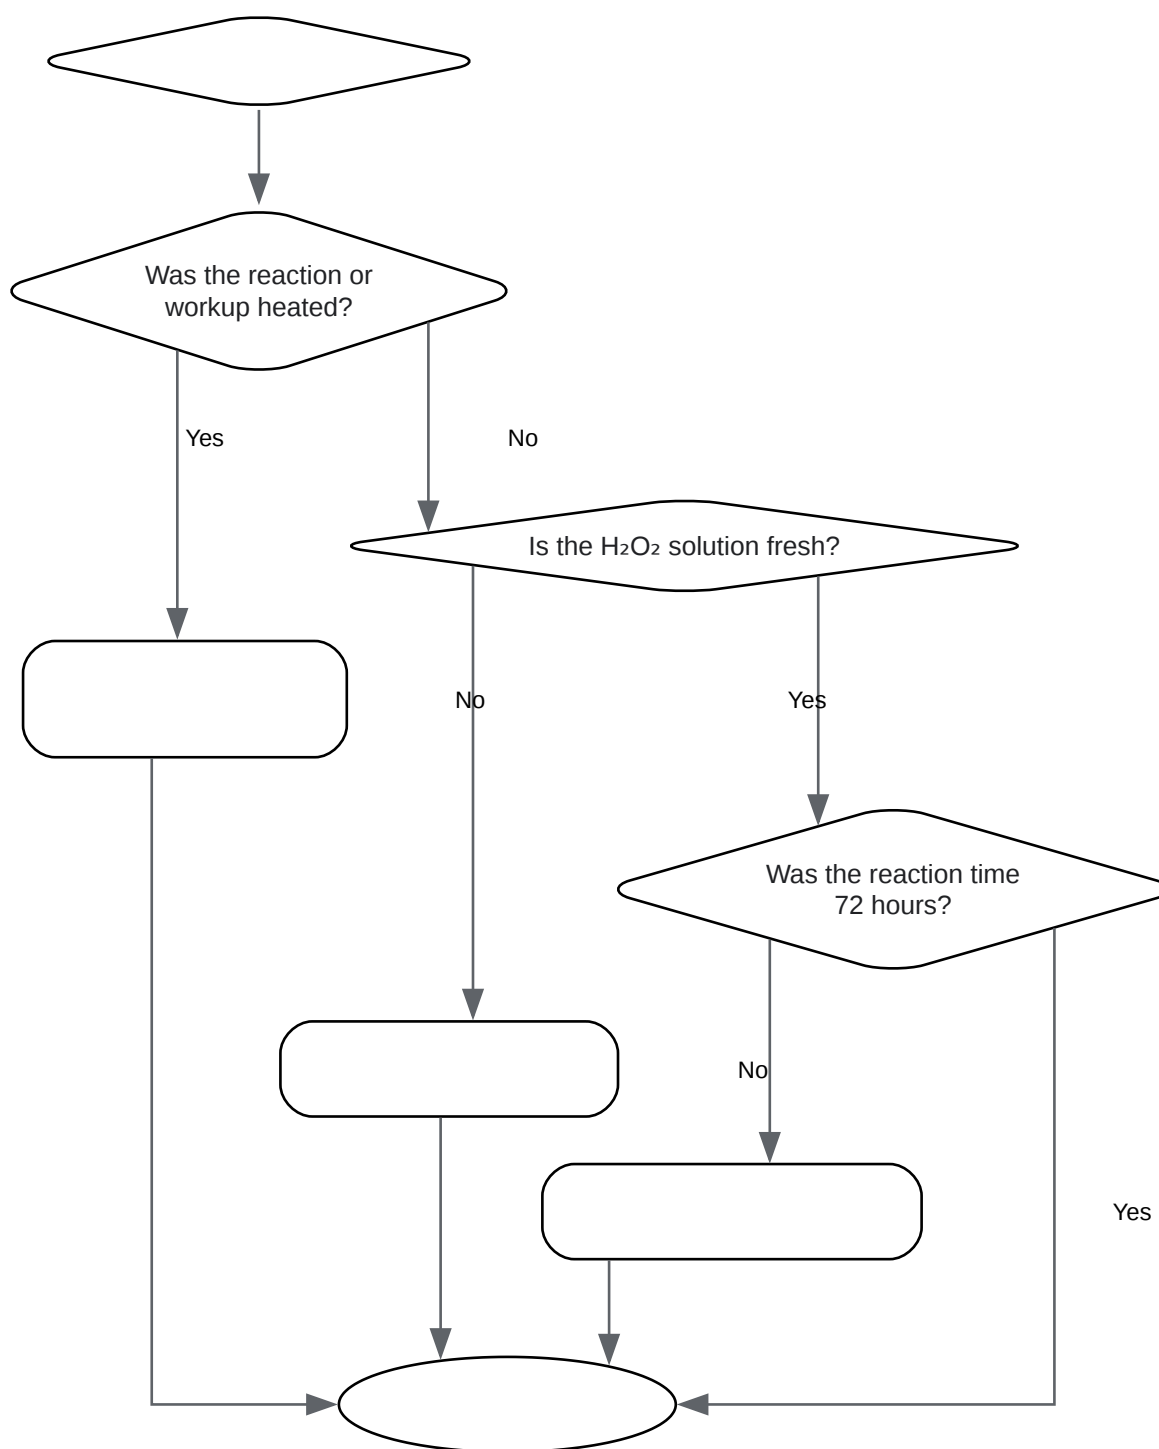 Was the reaction or
workup heated?
Yes
No
Is the H₂O₂ solution fresh?
No
Yes
Was the reaction time
72 hours?
No
Yes